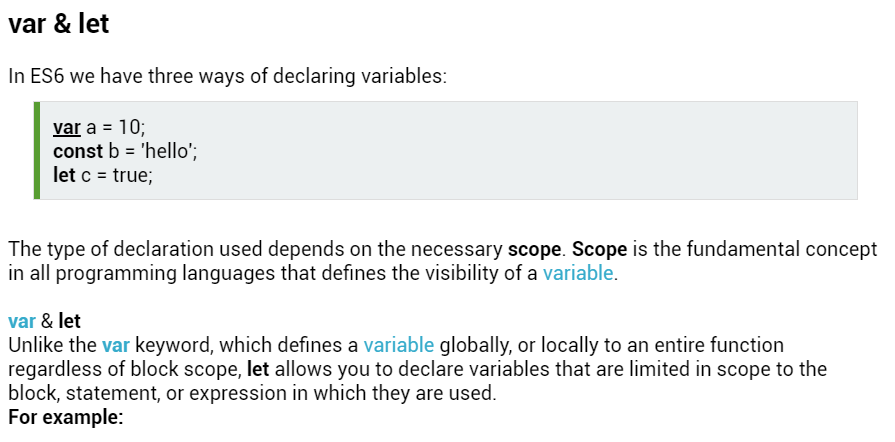 var & let
In ES6 we have three ways of declaring variables:
var a = 10;
const b = 'hello';
let c = true;
The type of declaration used depends on the necessary scope. Scope is the fundamental concept
in all programming languages that defines the visibility of a variable.
var & let
Unlike the var keyword, which defines a variable globally, or locally to an entire function
regardless of block scope, let allows you to declare variables that are limited in scope to the
block, statement, or expression in which they are used.
For example: